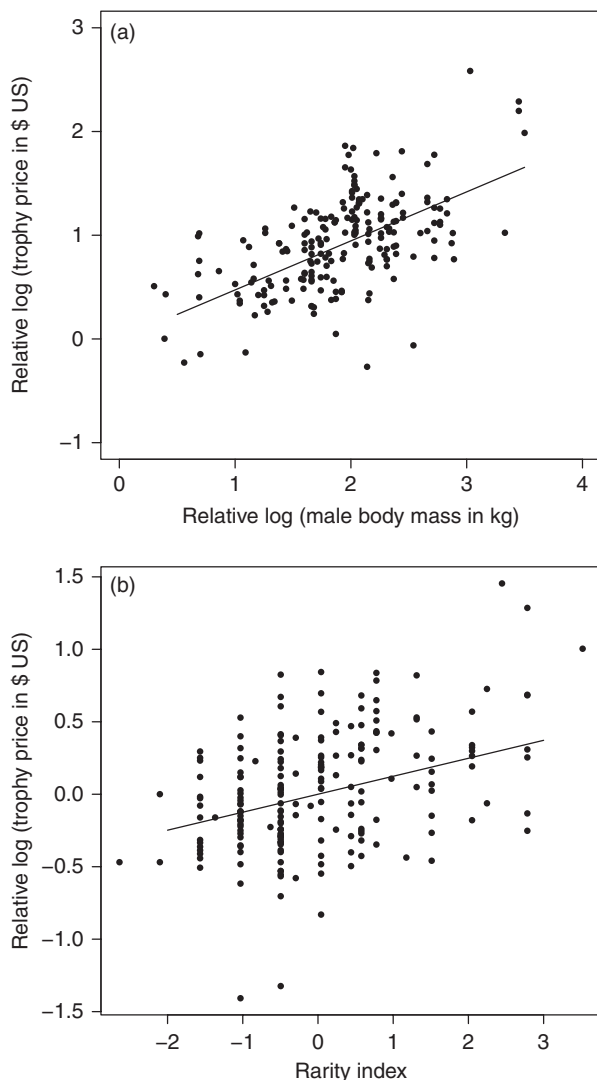 (a)
3
2
1
0
−1
Relative log (trophy price in $ US)
0 1 2 3 4
Relative log (male body mass in kg)
(b)
1.5
1.0
0.5
0.0
−0.5
−1.0
−1.5
Relative log (trophy price in $ US)
−2 −1 0 1 2 3
Rarity index